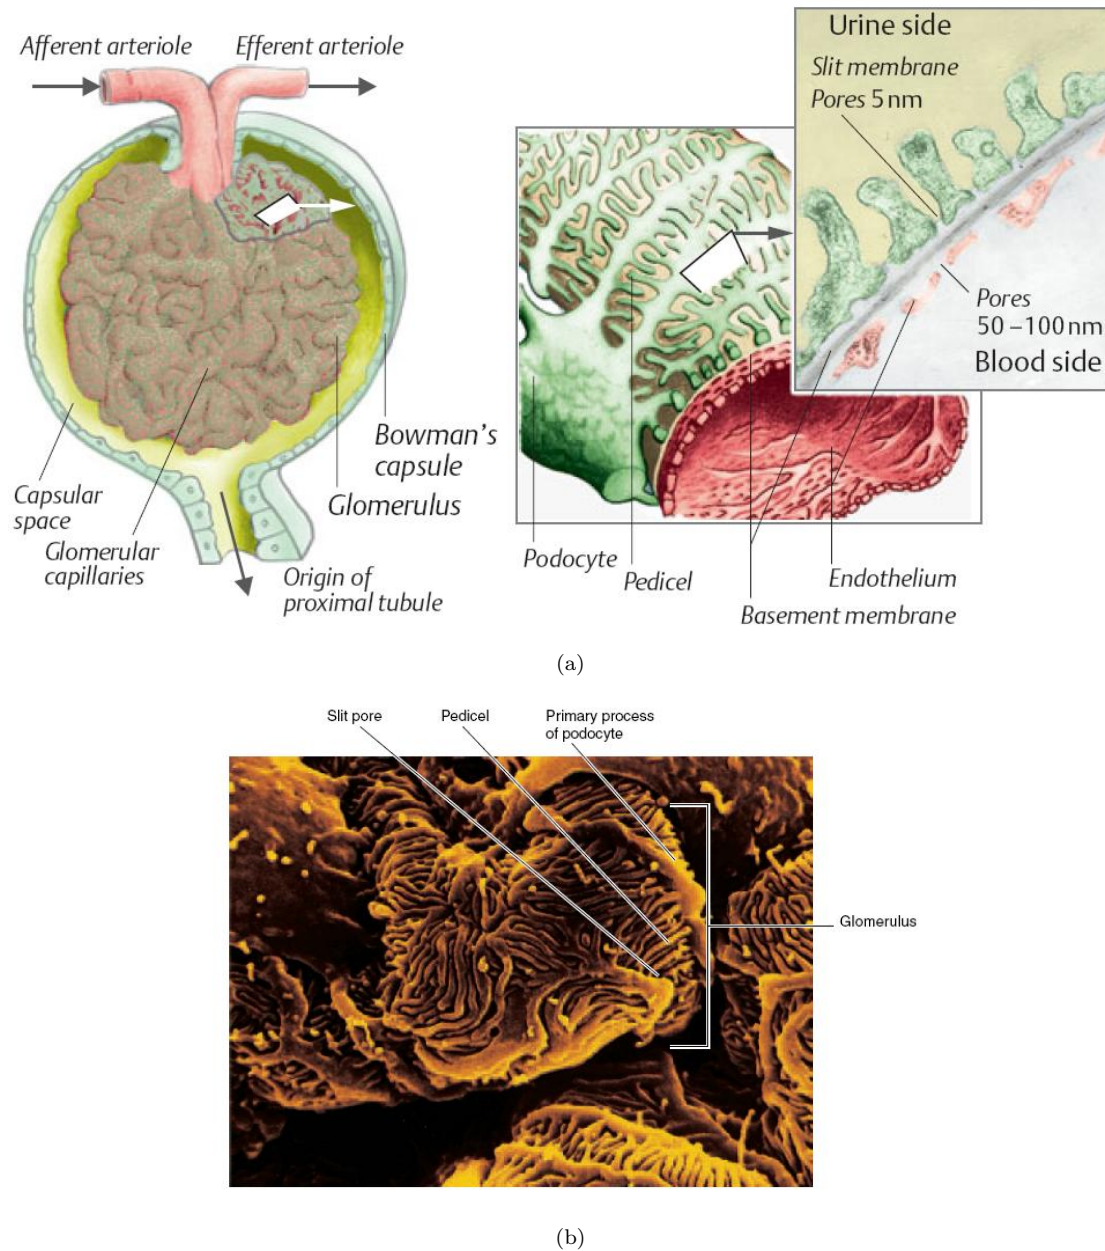 Afferent arteriole
Efferent arteriole
Urine side
Slit membrane
Pores 5 nm
Pores
50 – 100 nm
Blood side
Bowman's
capsule
Glomerulus
Capsular
space
Glomerular
capillaries
Origin of
proximal tubule
Podocyte
Pedicel
Endothelium
Basement membrane
(a)
Slit pore
Pedicel
Primary process
of podocyte
Glomerulus
(b)